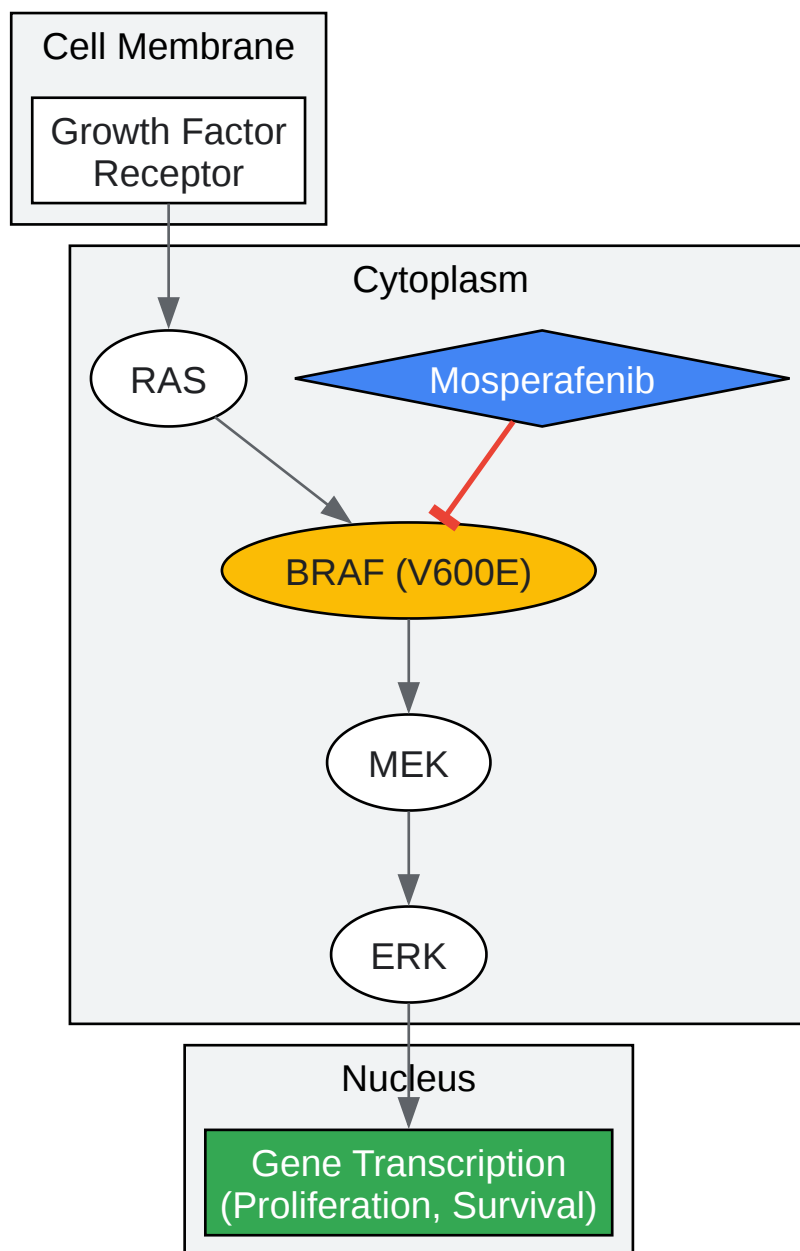 Cell Membrane
Growth Factor
Receptor
Cytoplasm
RAS
Mosperafenib
BRAF (V600E)
MEK
ERK
Nucleus
Gene Transcription
(Proliferation, Survival)